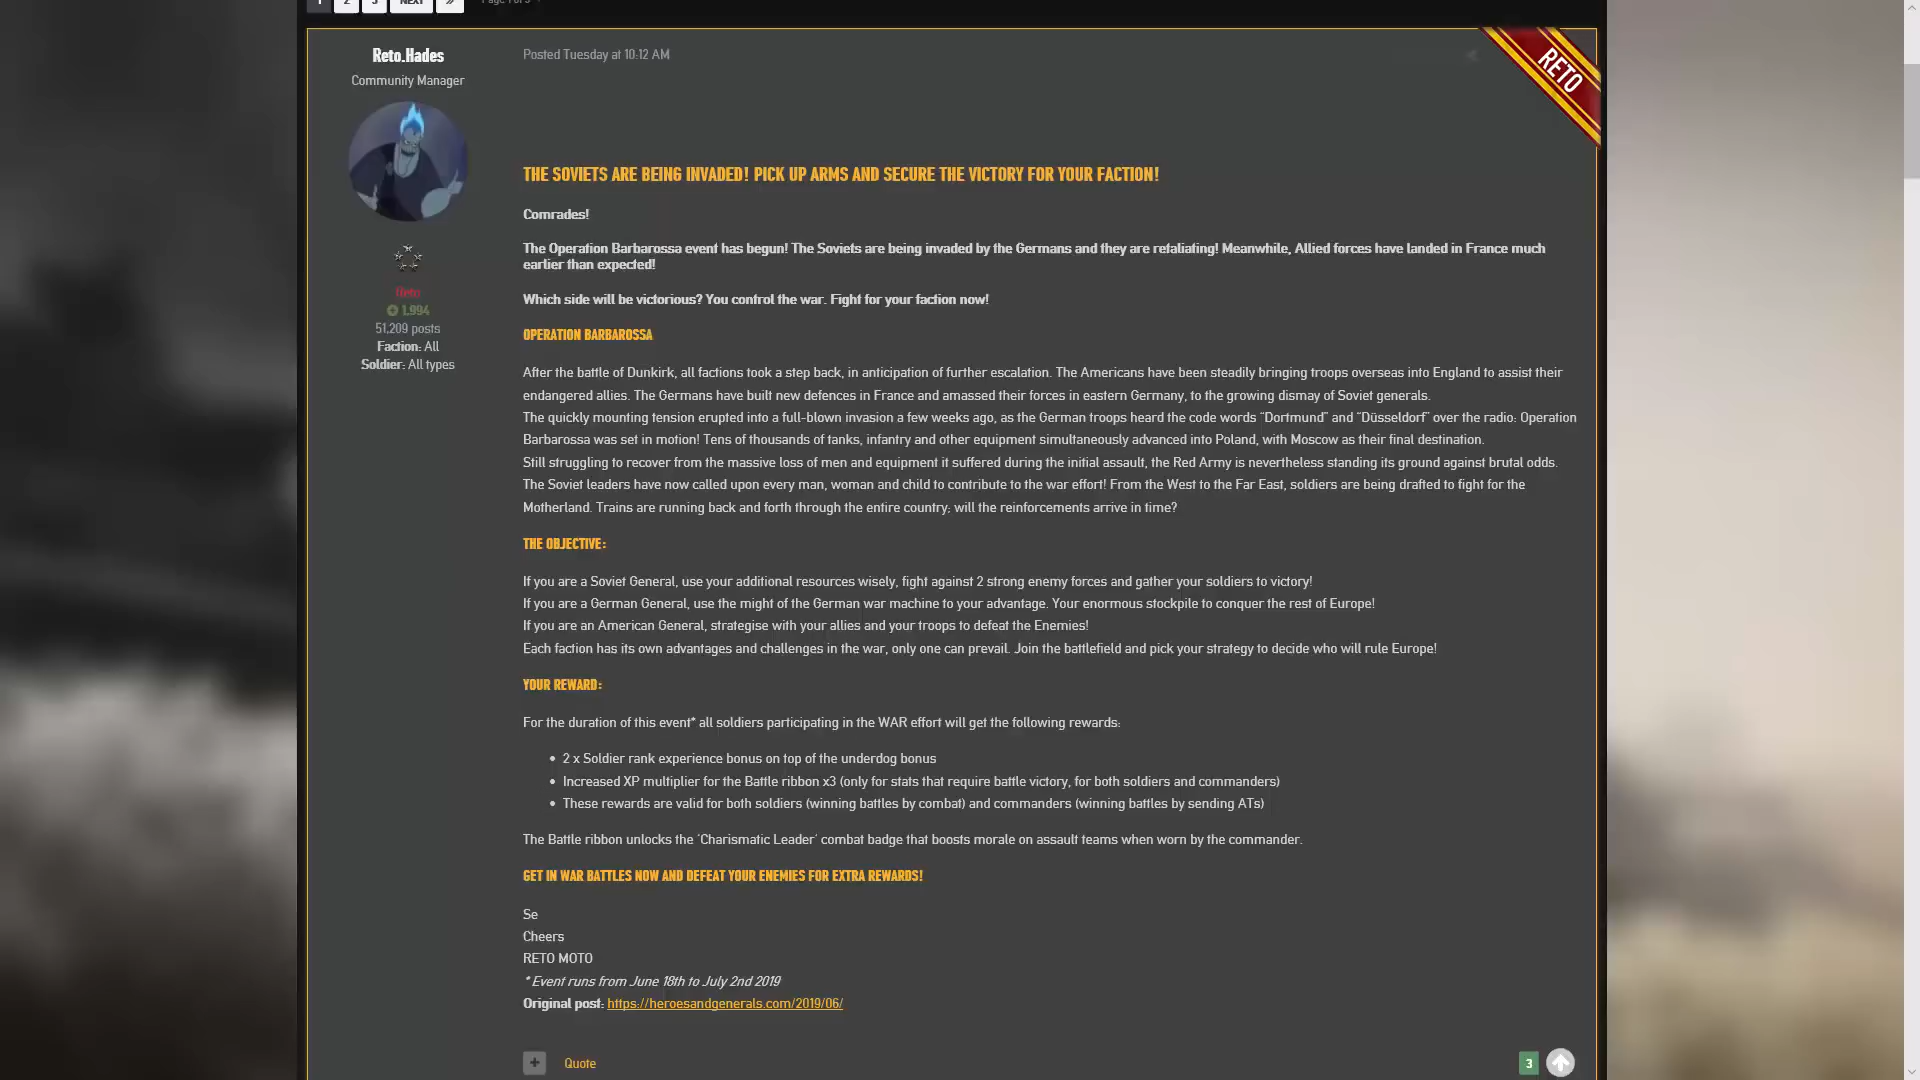 1 2 3 NEXT » Page 1 of 3
Reto.Hades
Community Manager
Reto
1,994
51,209 posts
Faction: All
Soldier: All types
Posted Tuesday at 10:12 AM
RETO
THE SOVIETS ARE BEING INVADED! PICK UP ARMS AND SECURE THE VICTORY FOR YOUR FACTION!
Comrades!
The Operation Barbarossa event has begun! The Soviets are being invaded by the Germans and they are retaliating! Meanwhile, Allied forces have landed in France much
earlier than expected!
Which side will be victorious? You control the war. Fight for your faction now!
OPERATION BARBAROSSA
After the battle of Dunkirk, all factions took a step back, in anticipation of further escalation. The Americans have been steadily bringing troops overseas into England to assist their
endangered allies. The Germans have built new defences in France and amassed their forces in eastern Germany, to the growing dismay of Soviet generals.
The quickly mounting tension erupted into a full-blown invasion a few weeks ago, as the German troops heard the code words “Dortmund” and “Düsseldorf” over the radio: Operation
Barbarossa was set in motion! Tens of thousands of tanks, infantry and other equipment simultaneously advanced into Poland, with Moscow as their final destination.
Still struggling to recover from the massive loss of men and equipment it suffered during the initial assault, the Red Army is nevertheless standing its ground against brutal odds.
The Soviet leaders have now called upon every man, woman and child to contribute to the war effort! From the West to the Far East, soldiers are being drafted to fight for the
Motherland. Trains are running back and forth through the entire country; will the reinforcements arrive in time?
THE OBJECTIVE:
If you are a Soviet General, use your additional resources wisely, fight against 2 strong enemy forces and gather your soldiers to victory!
If you are a German General, use the might of the German war machine to your advantage. Your enormous stockpile to conquer the rest of Europe!
If you are an American General, strategise with your allies and your troops to defeat the Enemies!
Each faction has its own advantages and challenges in the war, only one can prevail. Join the battlefield and pick your strategy to decide who will rule Europe!
YOUR REWARD:
For the duration of this event* all soldiers participating in the WAR effort will get the following rewards:
• 2 x Soldier rank experience bonus on top of the underdog bonus
• Increased XP multiplier for the Battle ribbon x3 (only for stats that require battle victory, for both soldiers and commanders)
• These rewards are valid for both soldiers (winning battles by combat) and commanders (winning battles by sending ATs)
The Battle ribbon unlocks the ‘Charismatic Leader’ combat badge that boosts morale on assault teams when worn by the commander.
GET IN WAR BATTLES NOW AND DEFEAT YOUR ENEMIES FOR EXTRA REWARDS!
Se
Cheers
RETO MOTO
* Event runs from June 18th to July 2nd 2019
Original post: https://heroesandgenerals.com/2019/06/
+ Quote
3